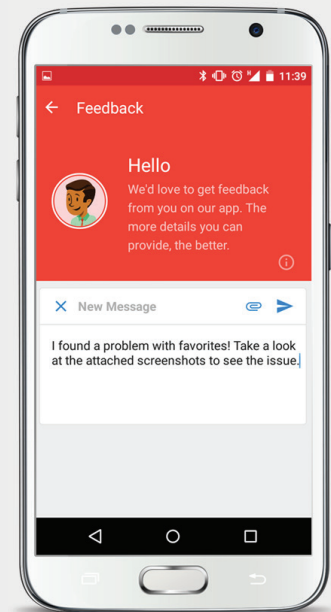 11:39
Feedback
Hello
We'd love to get feedback
from you on our app. The
more details you can
provide, the better.
New Message
I found a problem with favorites! Take a look
at the attached screenshots to see the issue.